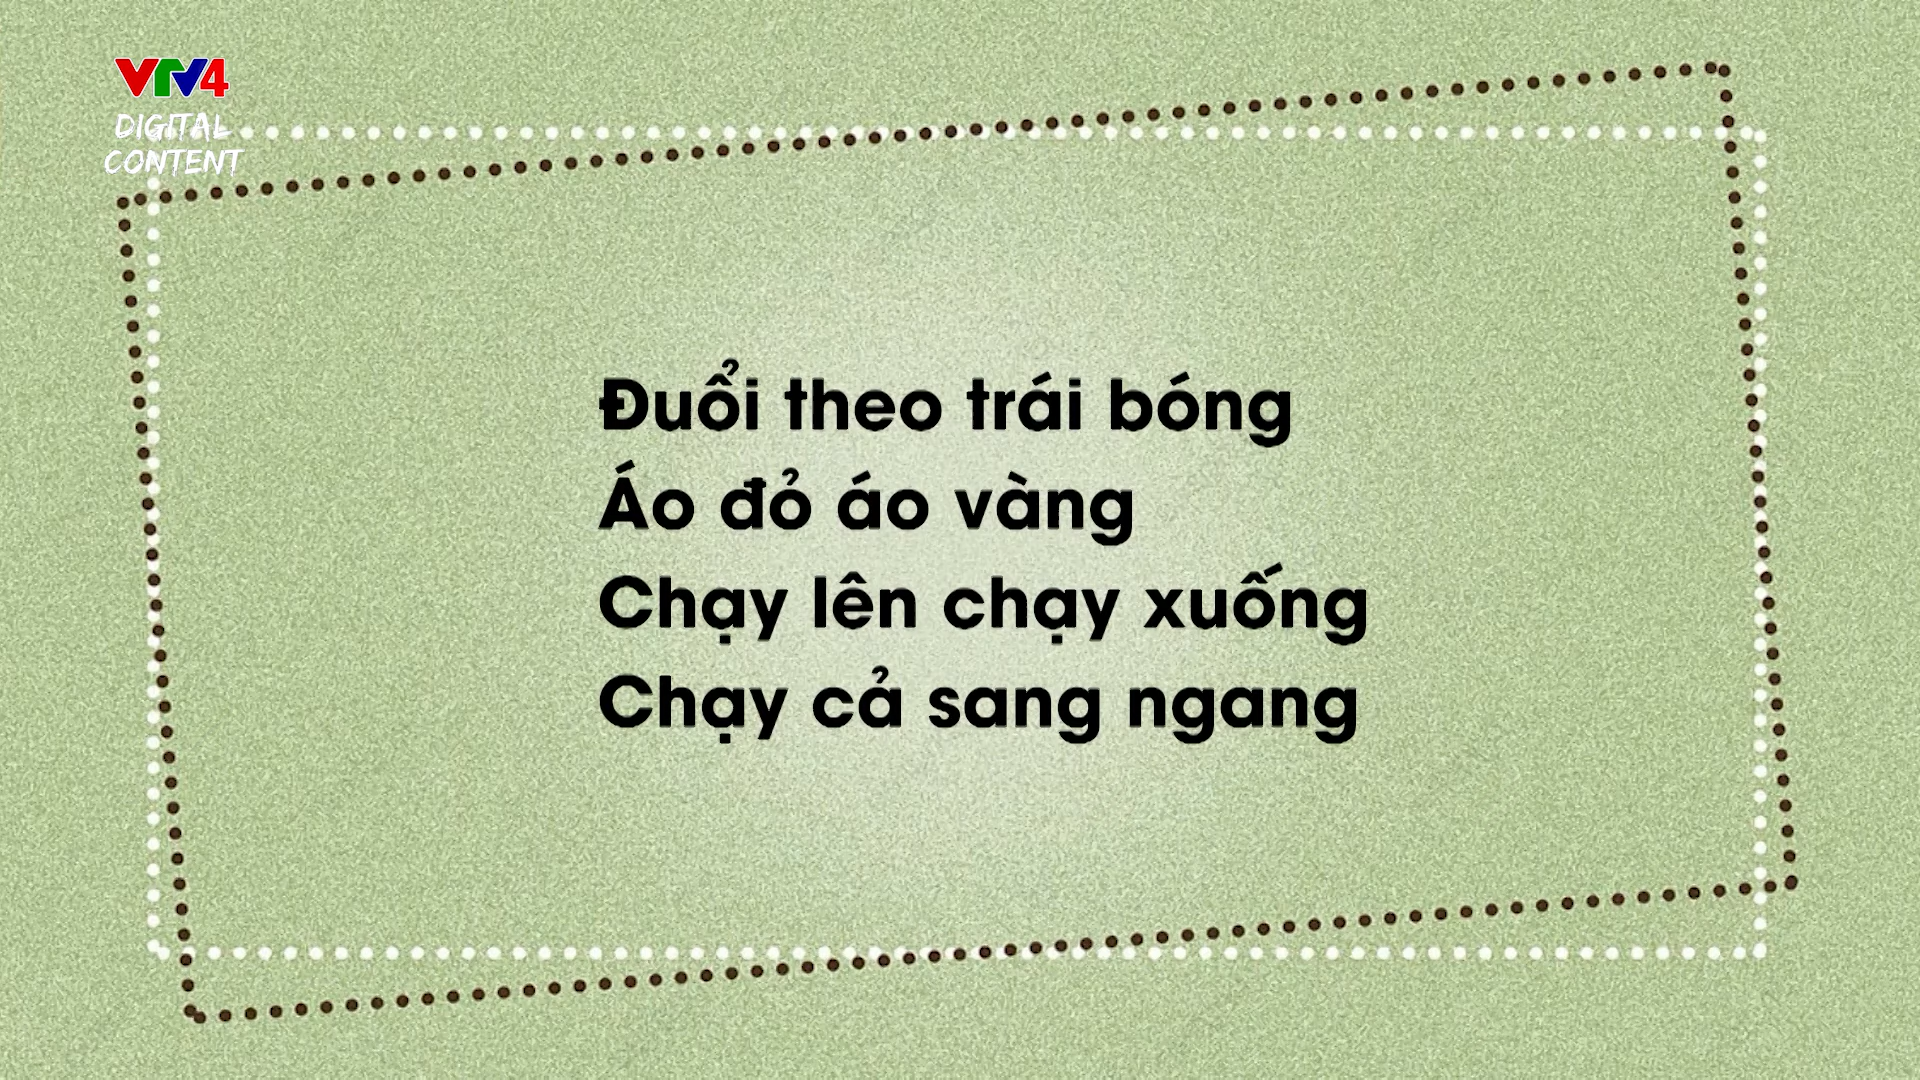 VTV4
DIGITAL
CONTENT
Đuổi theo trái bóng
Áo đỏ áo vàng
Chạy lên chạy xuống
Chạy cả sang ngang